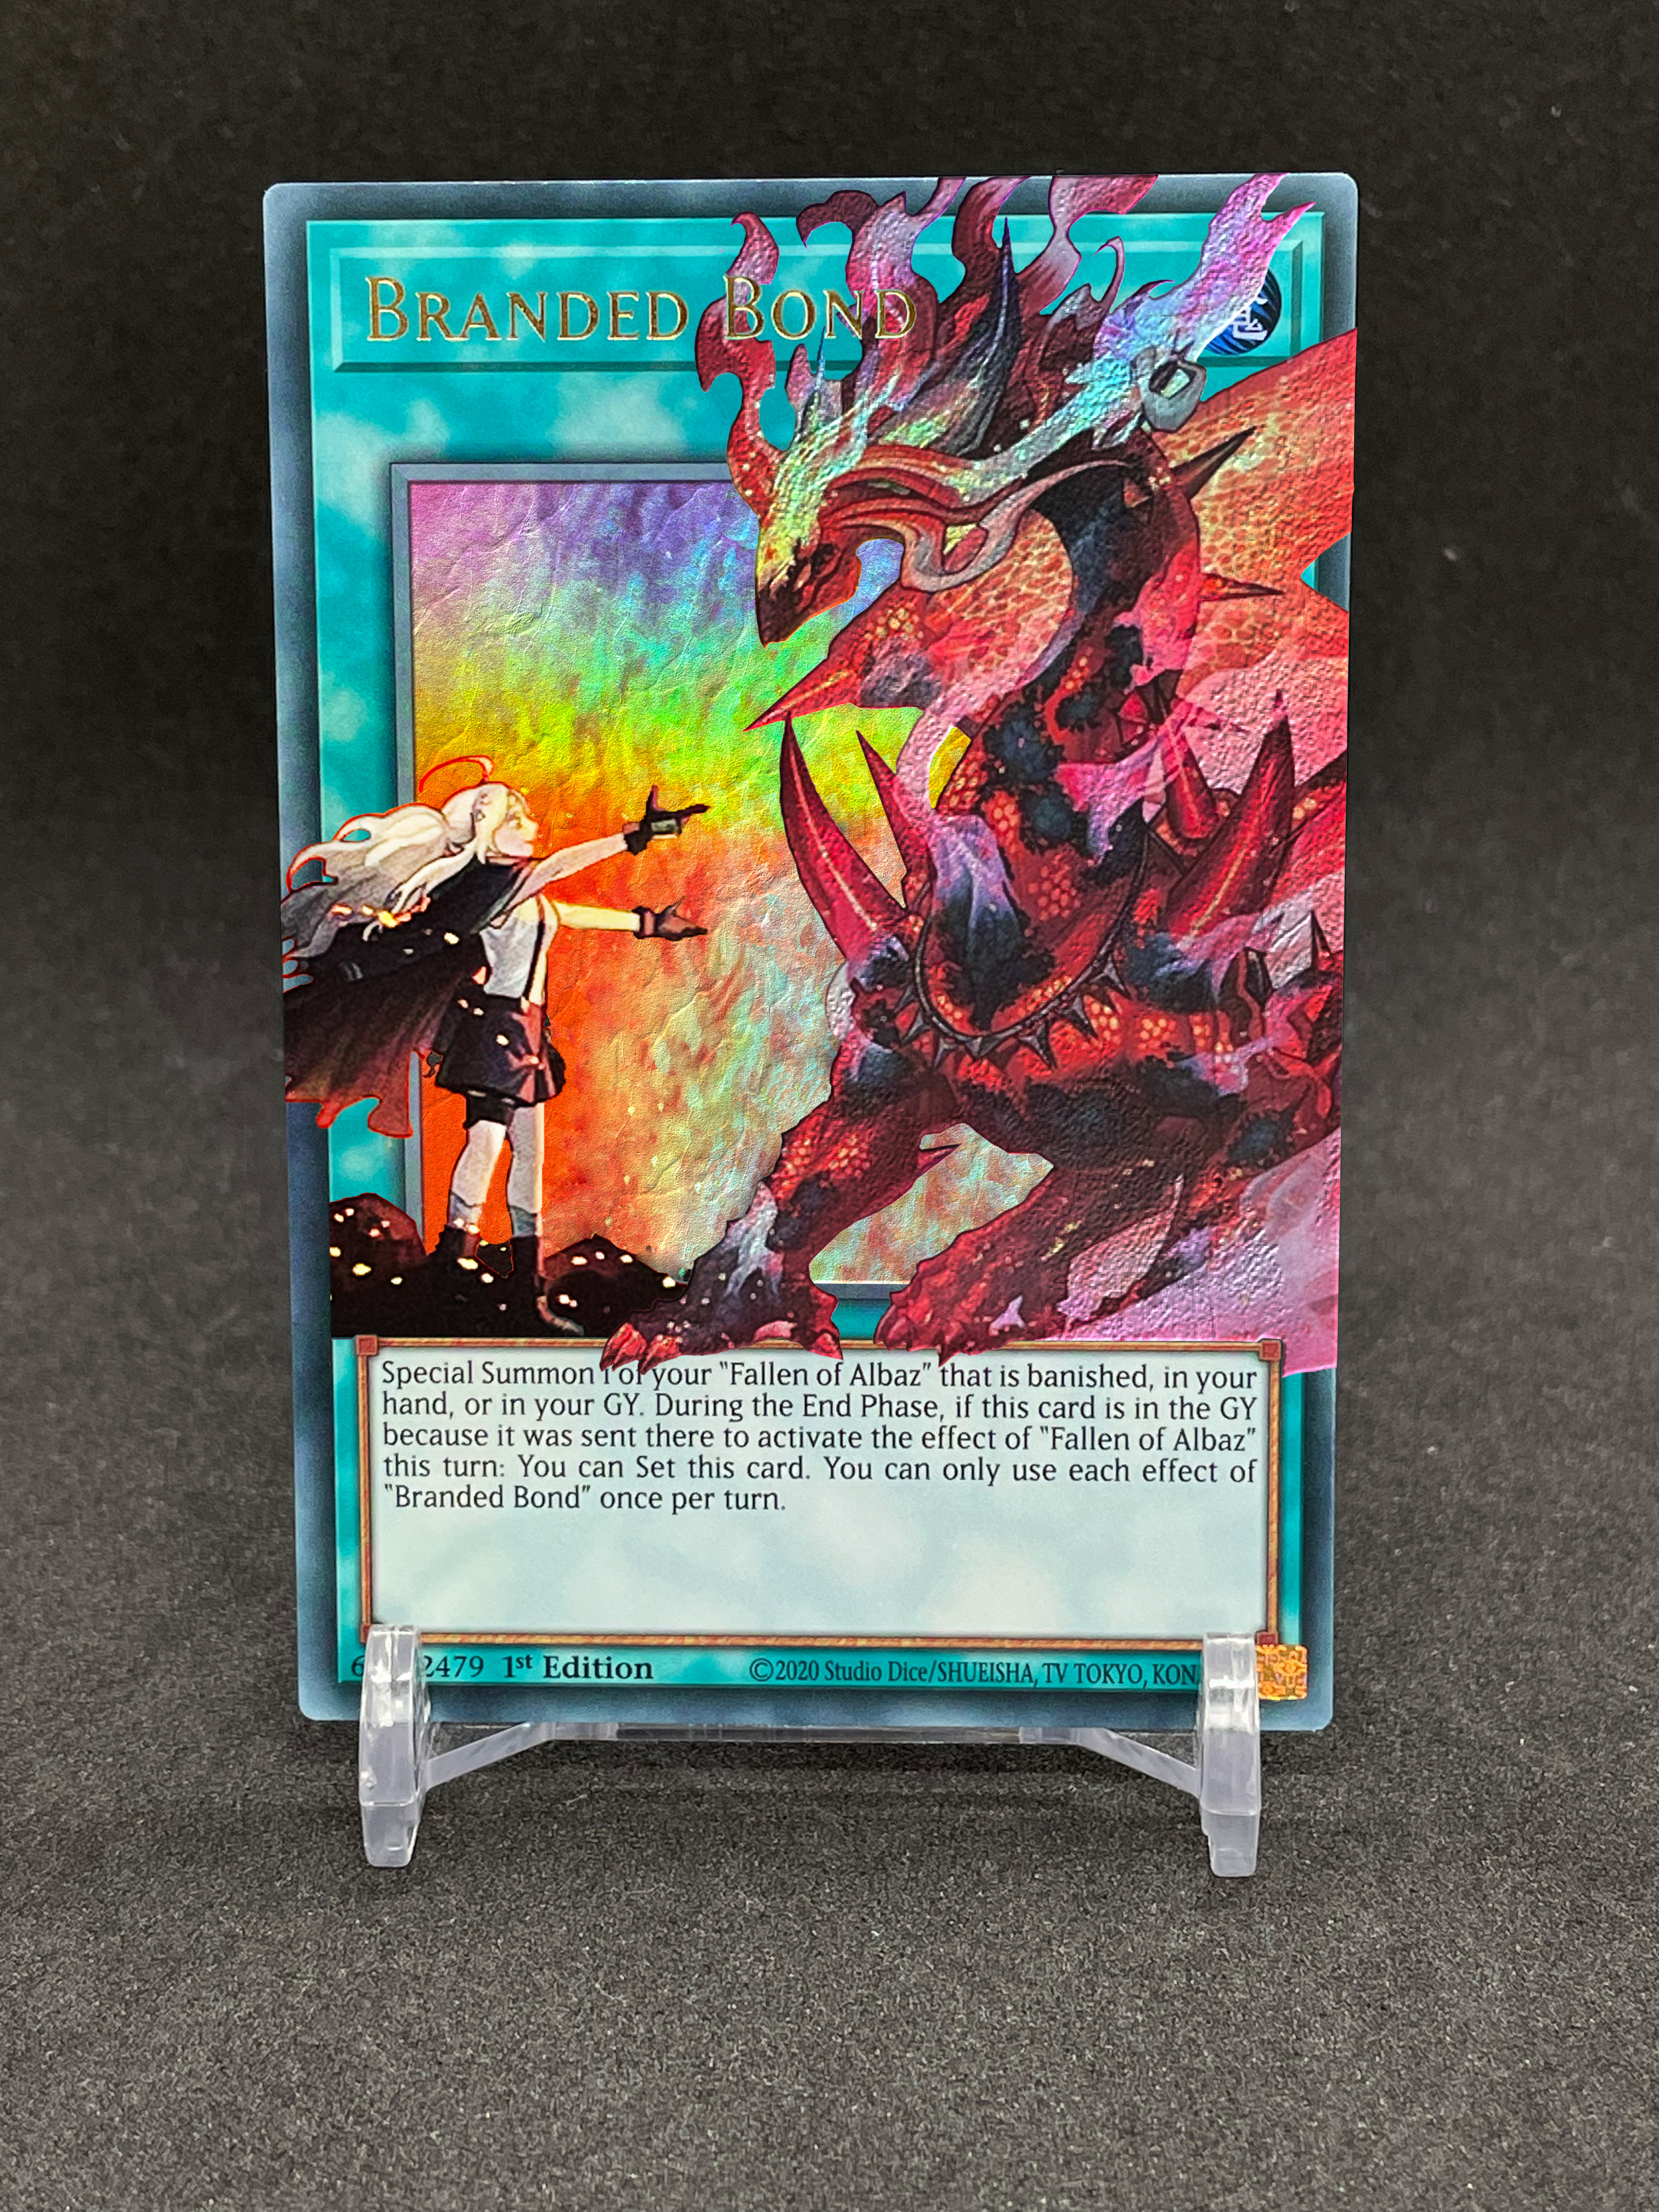 BRANDED BOND
Special Summon 1 of your "Fallen of Albaz" that is banished, in your
hand, or in your GY. During the End Phase, if this card is in the GY
because it was sent there to activate the effect of "Fallen of Albaz"
this turn: You can Set this card. You can only use each effect of
"Branded Bond" once per turn.
2479 1st Edition
©2020 Studio Dice/SHUEISHA, TV TOKYO, KON